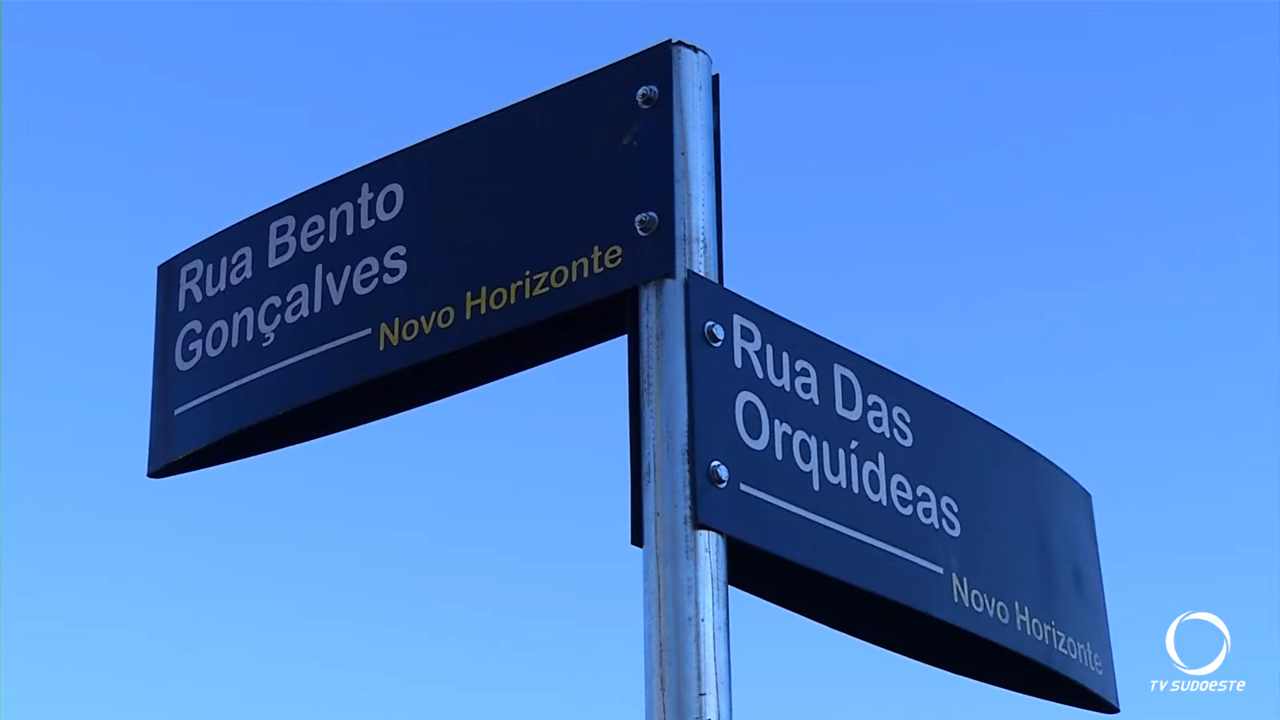 Rua Bento
Gonçalves
Novo Horizonte
Rua Das
Orquídeas
Novo Horizonte
TV SUDOESTE